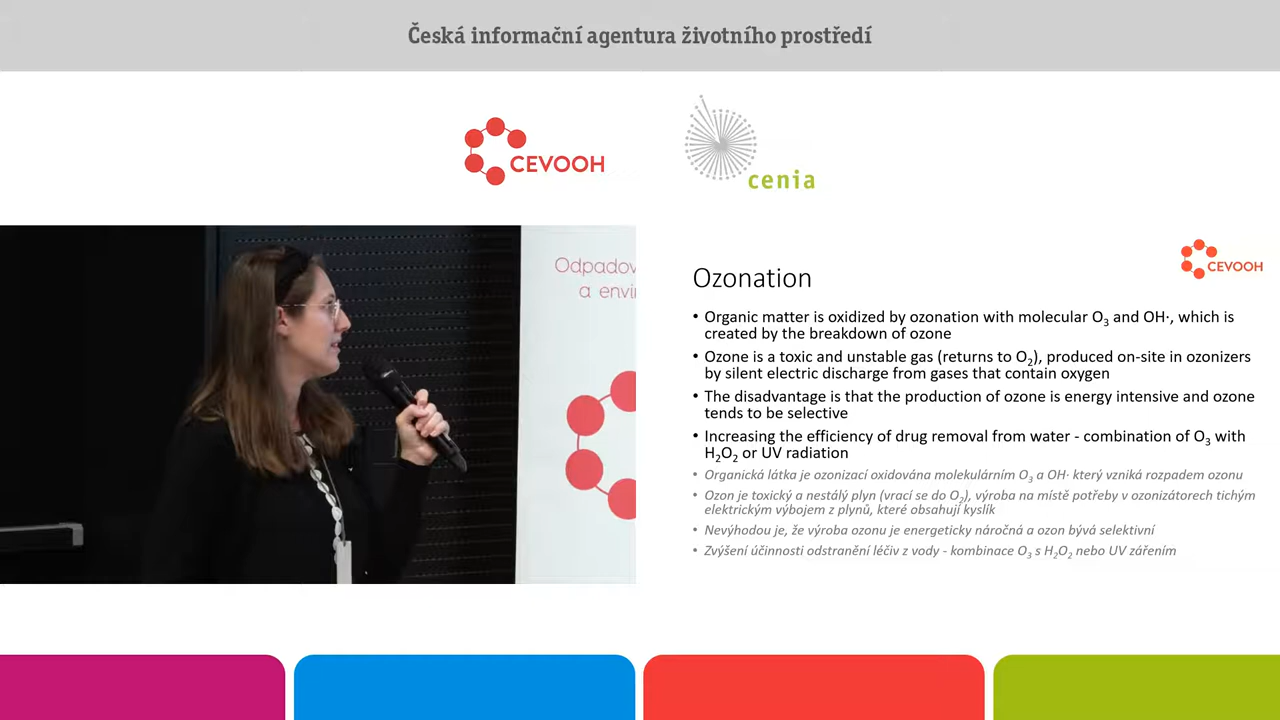 Česká informační agentura životního prostředí
CEVOOH
cenia
Odpadov
a envi
CEVOOH
Ozonation
• Organic matter is oxidized by ozonation with molecular O₃ and OH·, which is
created by the breakdown of ozone
• Ozone is a toxic and unstable gas (returns to O₂), produced on-site in ozonizers
by silent electric discharge from gases that contain oxygen
• The disadvantage is that the production of ozone is energy intensive and ozone
tends to be selective
• Increasing the efficiency of drug removal from water - combination of O₃ with
H₂O₂ or UV radiation
• Organická látka je ozonizací oxidována molekulárním O₃ a OH· který vzniká rozpadem ozonu
• Ozon je toxický a nestálý plyn (vrací se do O₂), výroba na místě potřeby v ozonizátorech tichým
elektrickým výbojem z plynů, které obsahují kyslík
• Nevýhodou je, že výroba ozonu je energeticky náročná a ozon bývá selektivní
• Zvýšení účinnosti odstranění léčiv z vody - kombinace O₃ s H₂O₂ nebo UV zářením